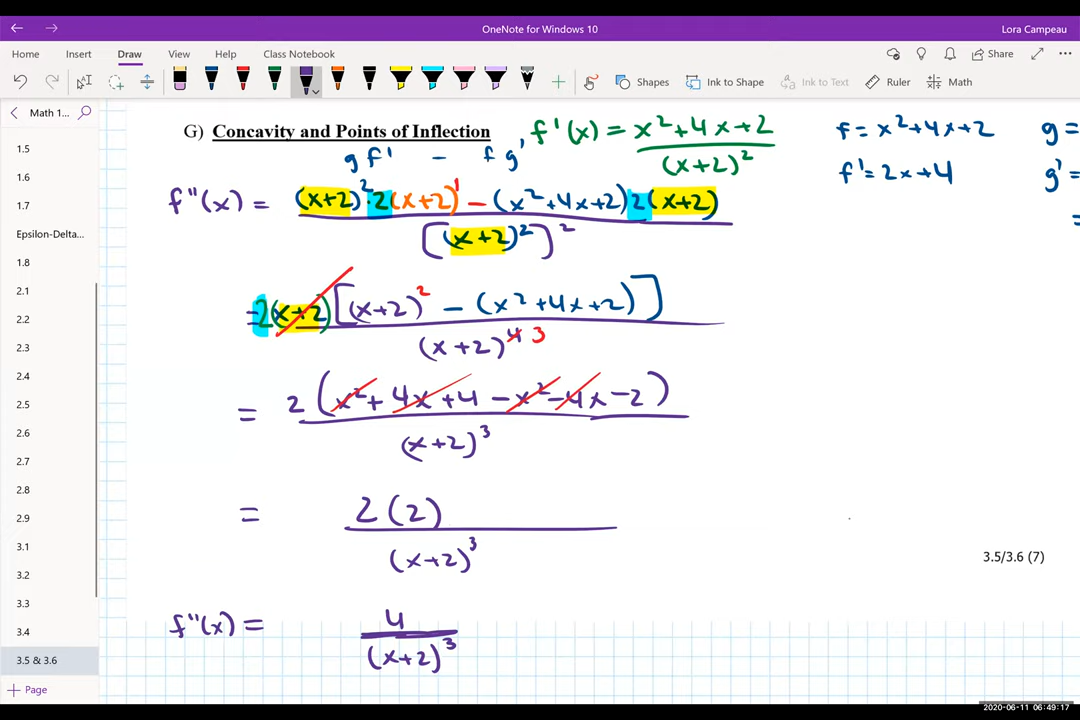 OneNote for Windows 10
Lora Campeau
Home Insert Draw View Help Class Notebook
Share
Shapes Ink to Shape Ink to Text Ruler Math
Math 1...
1.5
1.6
1.7
Epsilon-Delta...
1.8
2.1
2.2
2.3
2.4
2.5
2.6
2.7
2.8
2.9
3.1
3.2
3.3
3.4
3.5 & 3.6
Page
G) Concavity and Points of Inflection
f'(x) = x²+4x+2 / (x+2)²
f = x²+4x+2
g =
f' = 2x+4
g' =
=
g f' - f g'
f''(x) = (x+2)²·2(x+2)¹ - (x²+4x+2)2(x+2) / [(x+2)²]²
= 2(x+2)[(x+2)² - (x²+4x+2)] / (x+2)⁴ ³
= 2(x²+4x+4-x²-4x-2) / (x+2)³
= 2(2) / (x+2)³
3.5/3.6 (7)
f''(x) = 4 / (x+2)³
2020-06-11 06:49:17